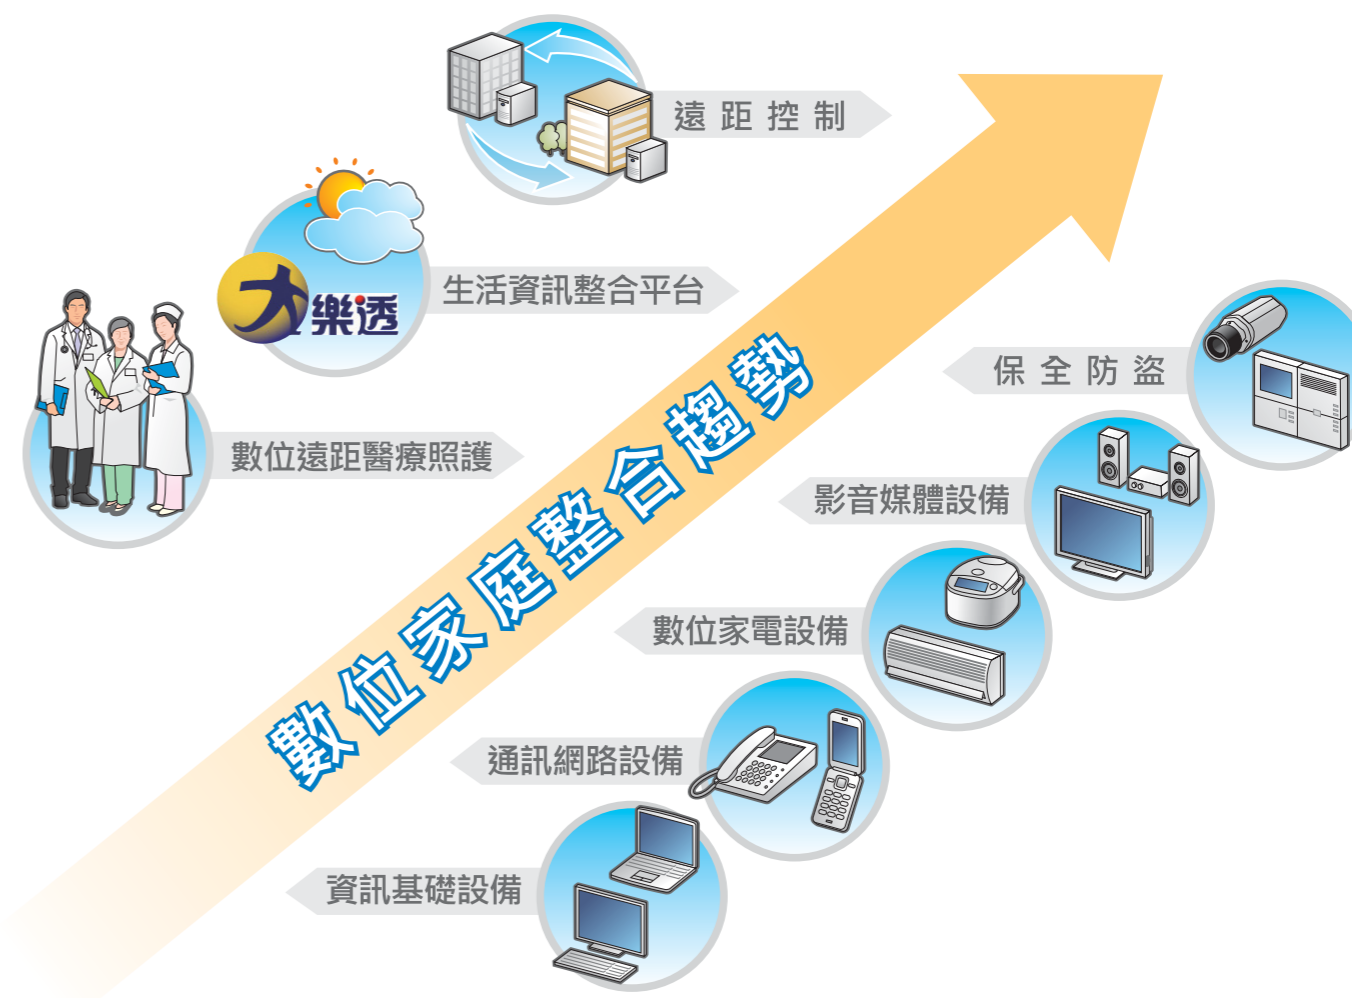 遠距控制
生活資訊整合平台
大樂透
數位遠距醫療照護
數位家庭整合趨勢
保全防盜
影音媒體設備
數位家電設備
通訊網路設備
資訊基礎設備